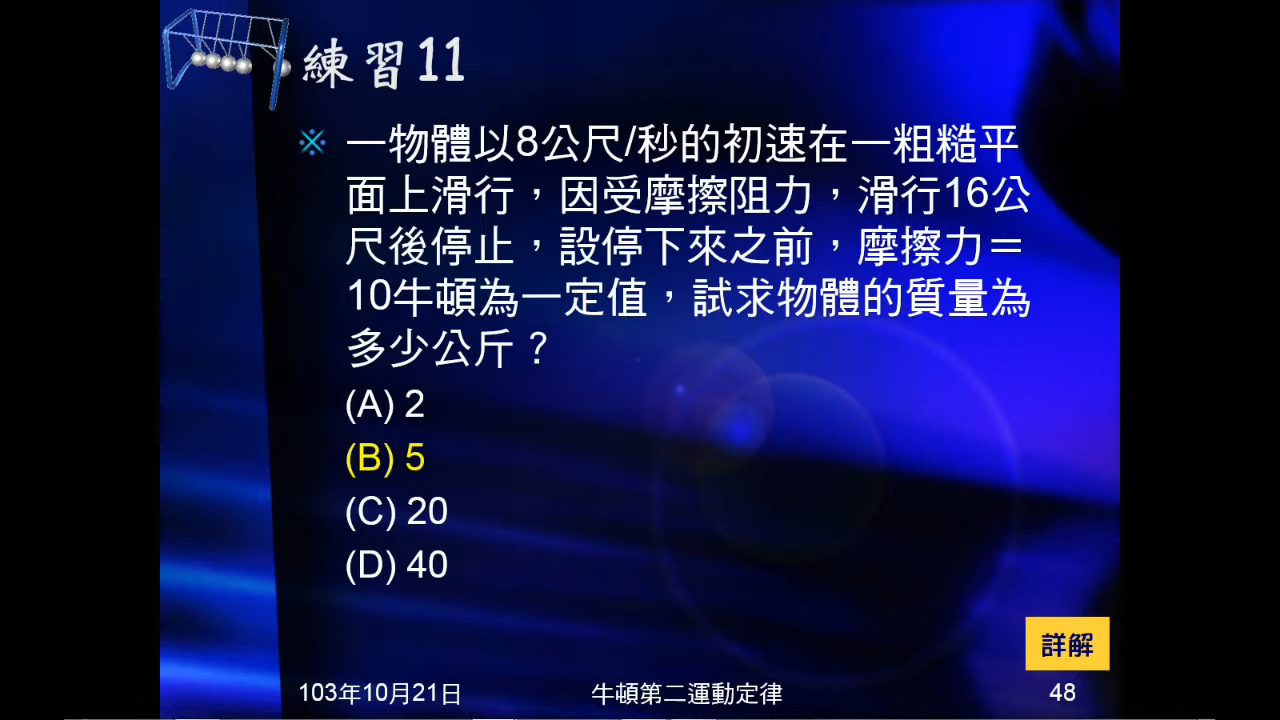 練習11
※ 一物體以8公尺/秒的初速在一粗糙平
面上滑行，因受摩擦阻力，滑行16公
尺後停止，設停下來之前，摩擦力＝
10牛頓為一定值，試求物體的質量為
多少公斤？
(A) 2
(B) 5
(C) 20
(D) 40
詳解
103年10月21日 牛頓第二運動定律 48